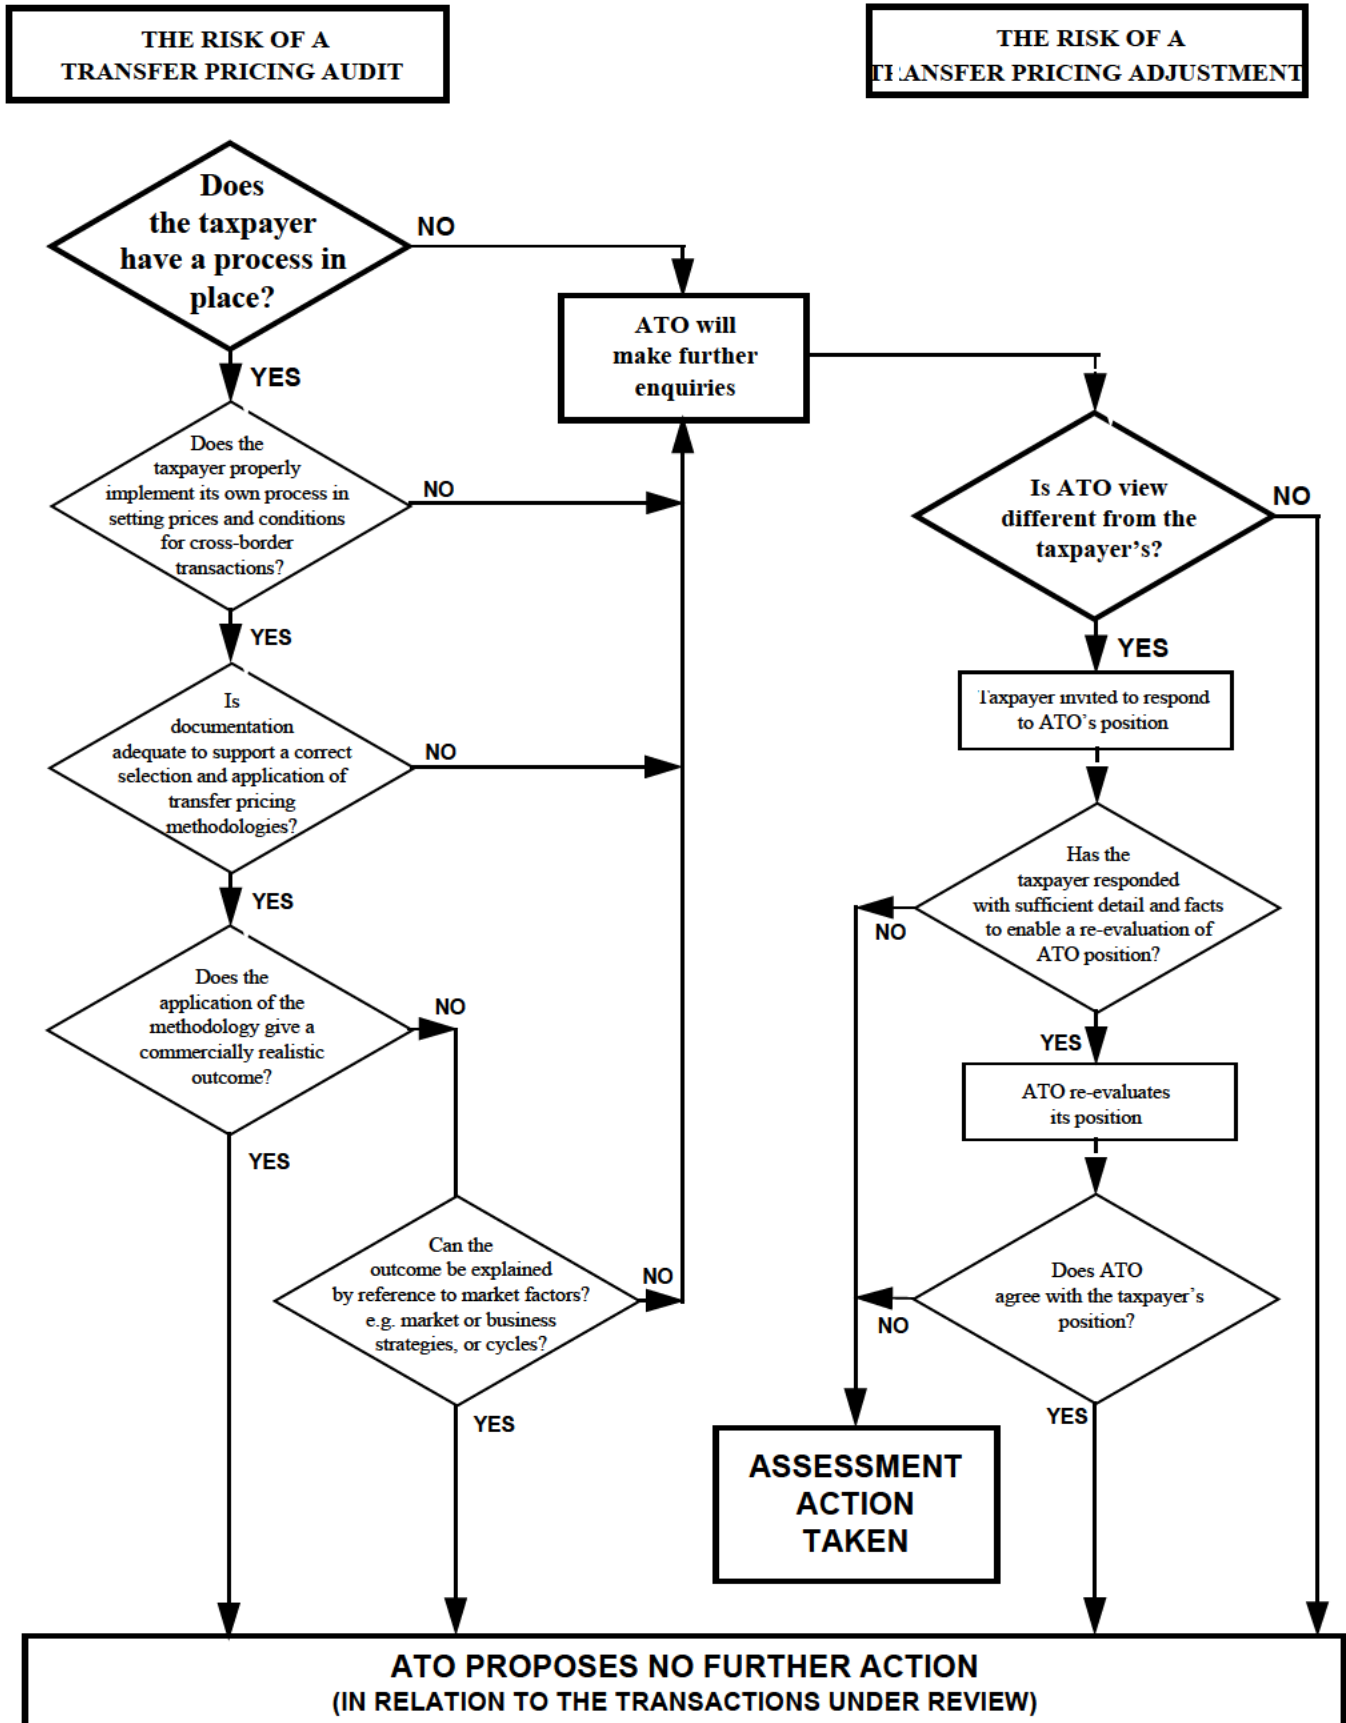 THE RISK OF A
TRANSFER PRICING AUDIT
THE RISK OF A
TRANSFER PRICING ADJUSTMENT
Does
the taxpayer
have a process in
place?
NO
YES
ATO will
make further
enquiries
Does the
taxpayer properly
implement its own process in
setting prices and conditions
for cross-border
transactions?
NO
YES
Is
documentation
adequate to support a correct
selection and application of
transfer pricing
methodologies?
NO
YES
Does the
application of the
methodology give a
commercially realistic
outcome?
NO
YES
Can the
outcome be explained
by reference to market factors?
e.g. market or business
strategies, or cycles?
NO
YES
Is ATO view
different from the
taxpayer's?
NO
YES
Taxpayer invited to respond
to ATO's position
Has the
taxpayer responded
with sufficient detail and facts
to enable a re-evaluation of
ATO position?
NO
YES
ATO re-evaluates
its position
Does ATO
agree with the taxpayer's
position?
NO
YES
ASSESSMENT
ACTION
TAKEN
ATO PROPOSES NO FURTHER ACTION
(IN RELATION TO THE TRANSACTIONS UNDER REVIEW)